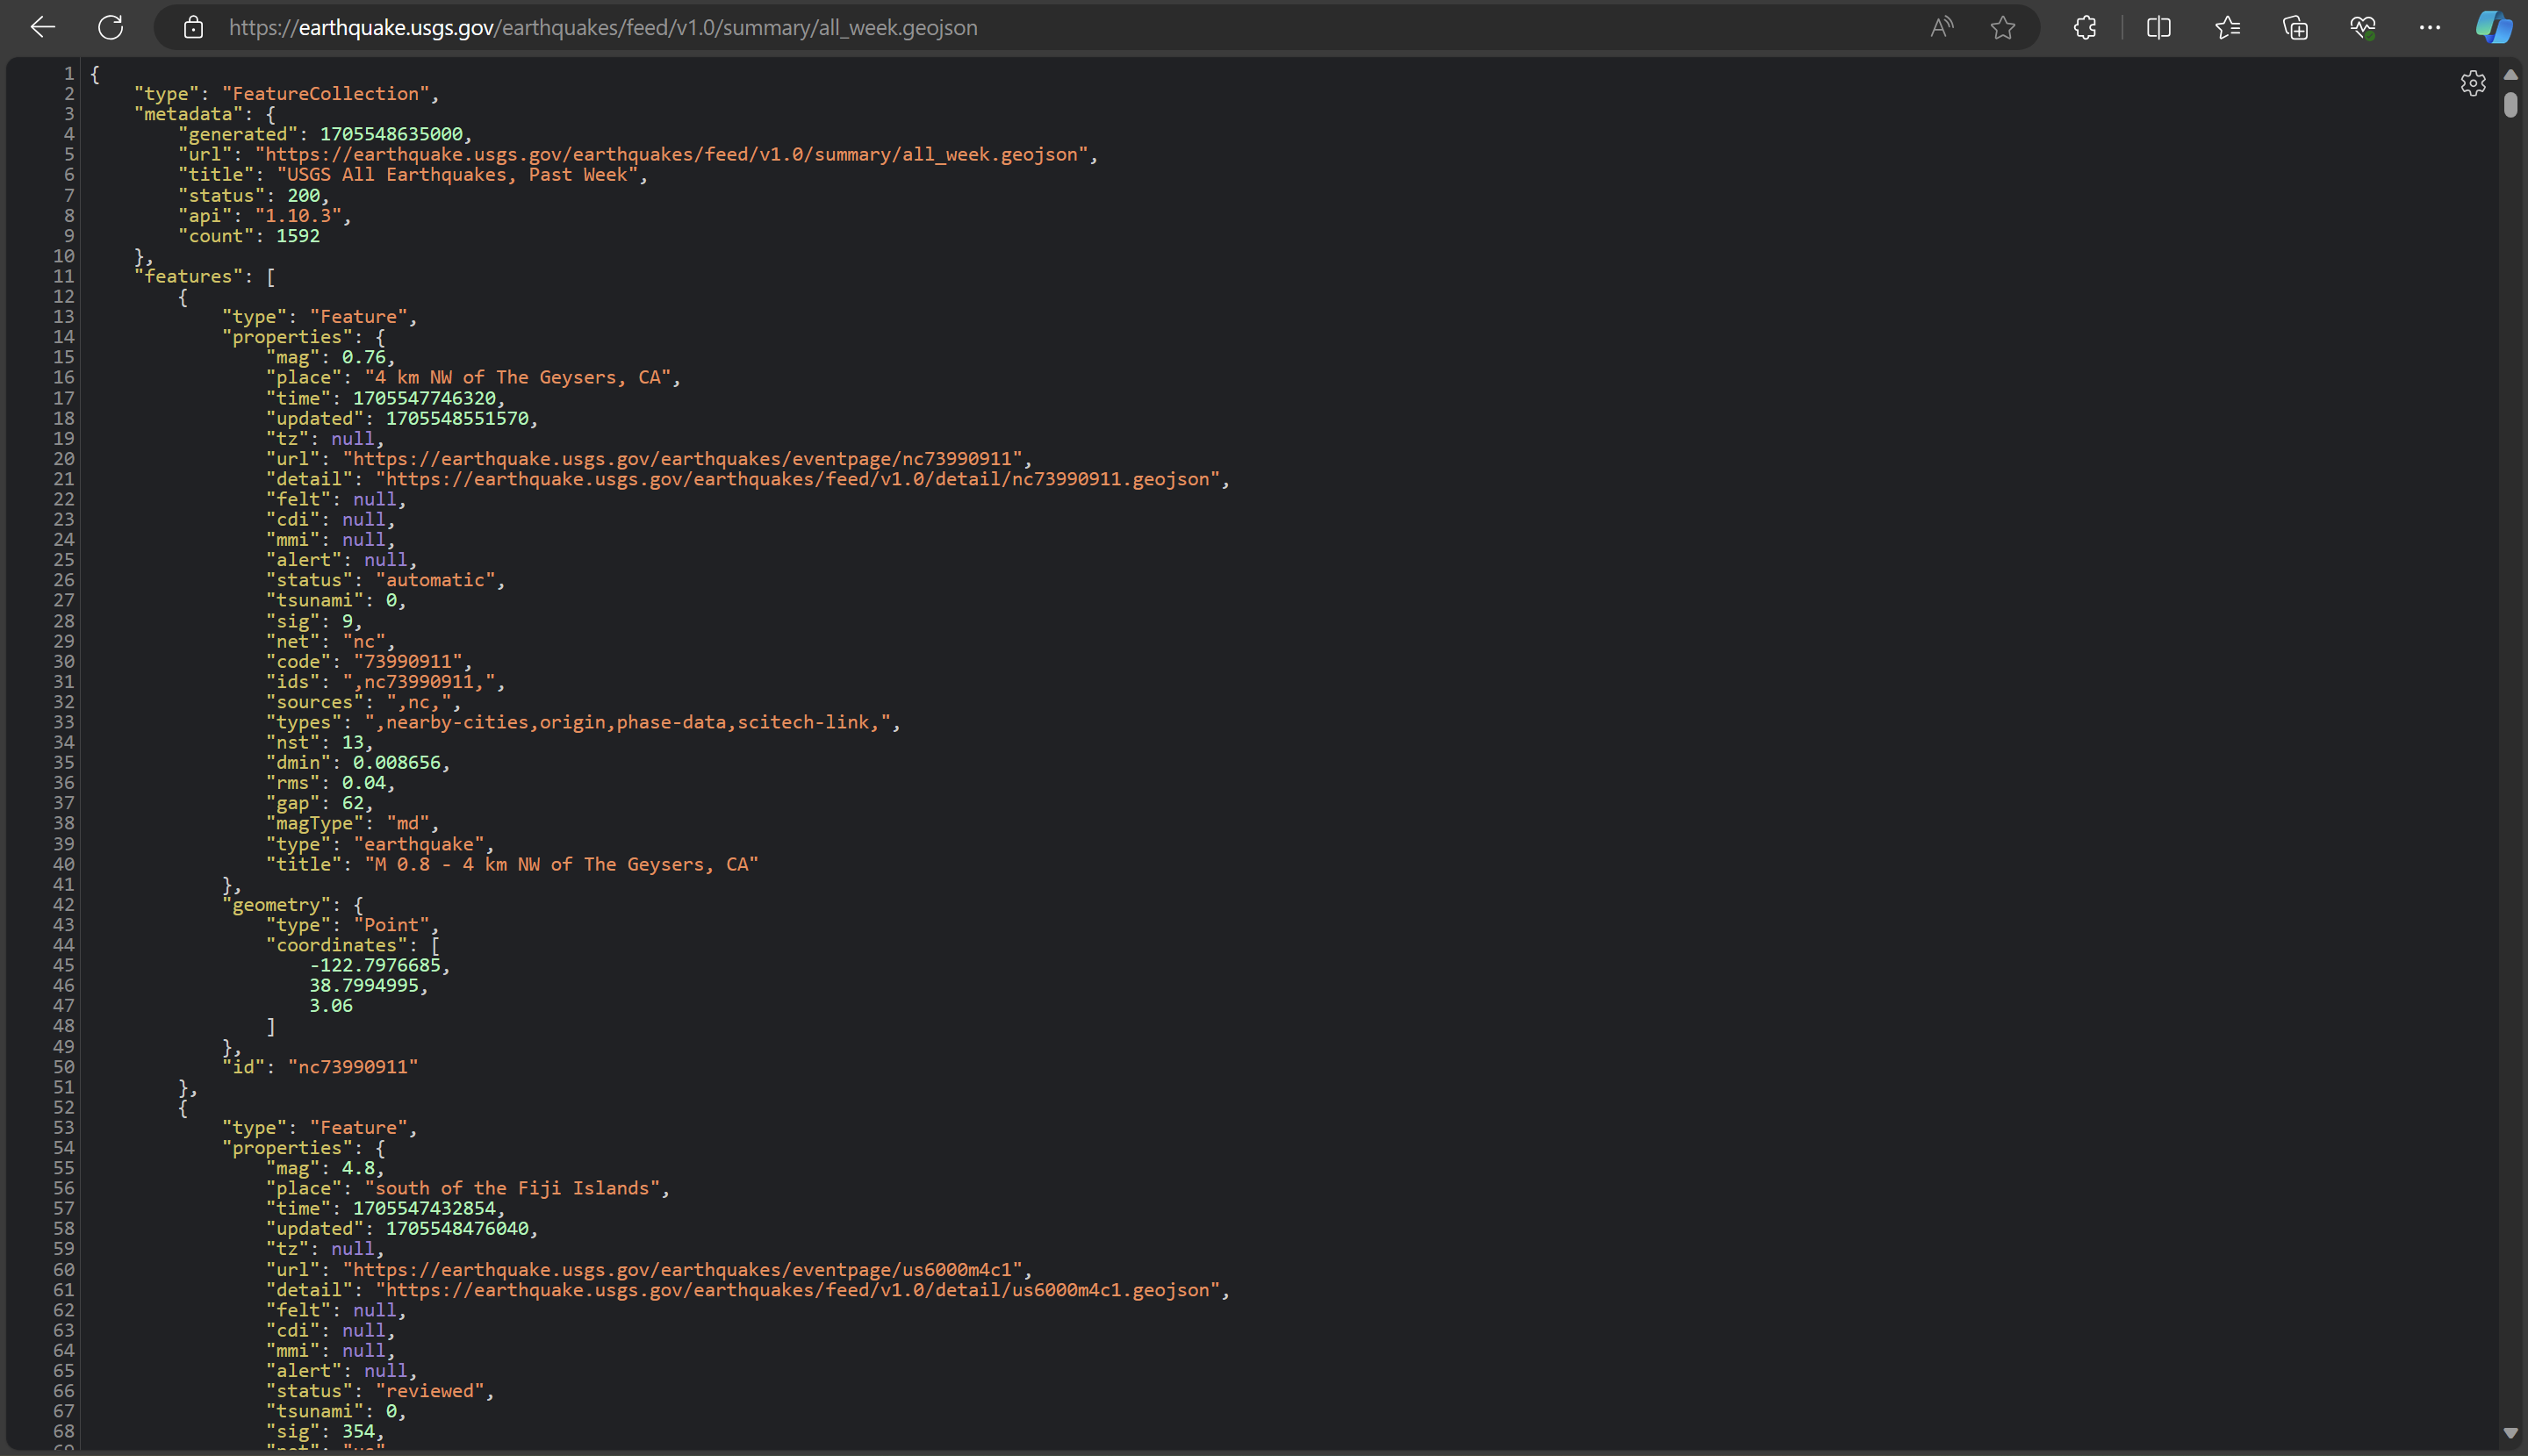 https://earthquake.usgs.gov/earthquakes/feed/v1.0/summary/all_week.geojson
1 {
2 "type": "FeatureCollection",
3 "metadata": {
4 "generated": 1705548635000,
5 "url": "https://earthquake.usgs.gov/earthquakes/feed/v1.0/summary/all_week.geojson",
6 "title": "USGS All Earthquakes, Past Week",
7 "status": 200,
8 "api": "1.10.3",
9 "count": 1592
10 },
11 "features": [
12 {
13 "type": "Feature",
14 "properties": {
15 "mag": 0.76,
16 "place": "4 km NW of The Geysers, CA",
17 "time": 1705547746320,
18 "updated": 1705548551570,
19 "tz": null,
20 "url": "https://earthquake.usgs.gov/earthquakes/eventpage/nc73990911",
21 "detail": "https://earthquake.usgs.gov/earthquakes/feed/v1.0/detail/nc73990911.geojson",
22 "felt": null,
23 "cdi": null,
24 "mmi": null,
25 "alert": null,
26 "status": "automatic",
27 "tsunami": 0,
28 "sig": 9,
29 "net": "nc",
30 "code": "73990911",
31 "ids": ",nc73990911,",
32 "sources": ",nc,",
33 "types": ",nearby-cities,origin,phase-data,scitech-link,",
34 "nst": 13,
35 "dmin": 0.008656,
36 "rms": 0.04,
37 "gap": 62,
38 "magType": "md",
39 "type": "earthquake",
40 "title": "M 0.8 - 4 km NW of The Geysers, CA"
41 },
42 "geometry": {
43 "type": "Point",
44 "coordinates": [
45 -122.7976685,
46 38.7994995,
47 3.06
48 ]
49 },
50 "id": "nc73990911"
51 },
52 {
53 "type": "Feature",
54 "properties": {
55 "mag": 4.8,
56 "place": "south of the Fiji Islands",
57 "time": 1705547432854,
58 "updated": 1705548476040,
59 "tz": null,
60 "url": "https://earthquake.usgs.gov/earthquakes/eventpage/us6000m4c1",
61 "detail": "https://earthquake.usgs.gov/earthquakes/feed/v1.0/detail/us6000m4c1.geojson",
62 "felt": null,
63 "cdi": null,
64 "mmi": null,
65 "alert": null,
66 "status": "reviewed",
67 "tsunami": 0,
68 "sig": 354,